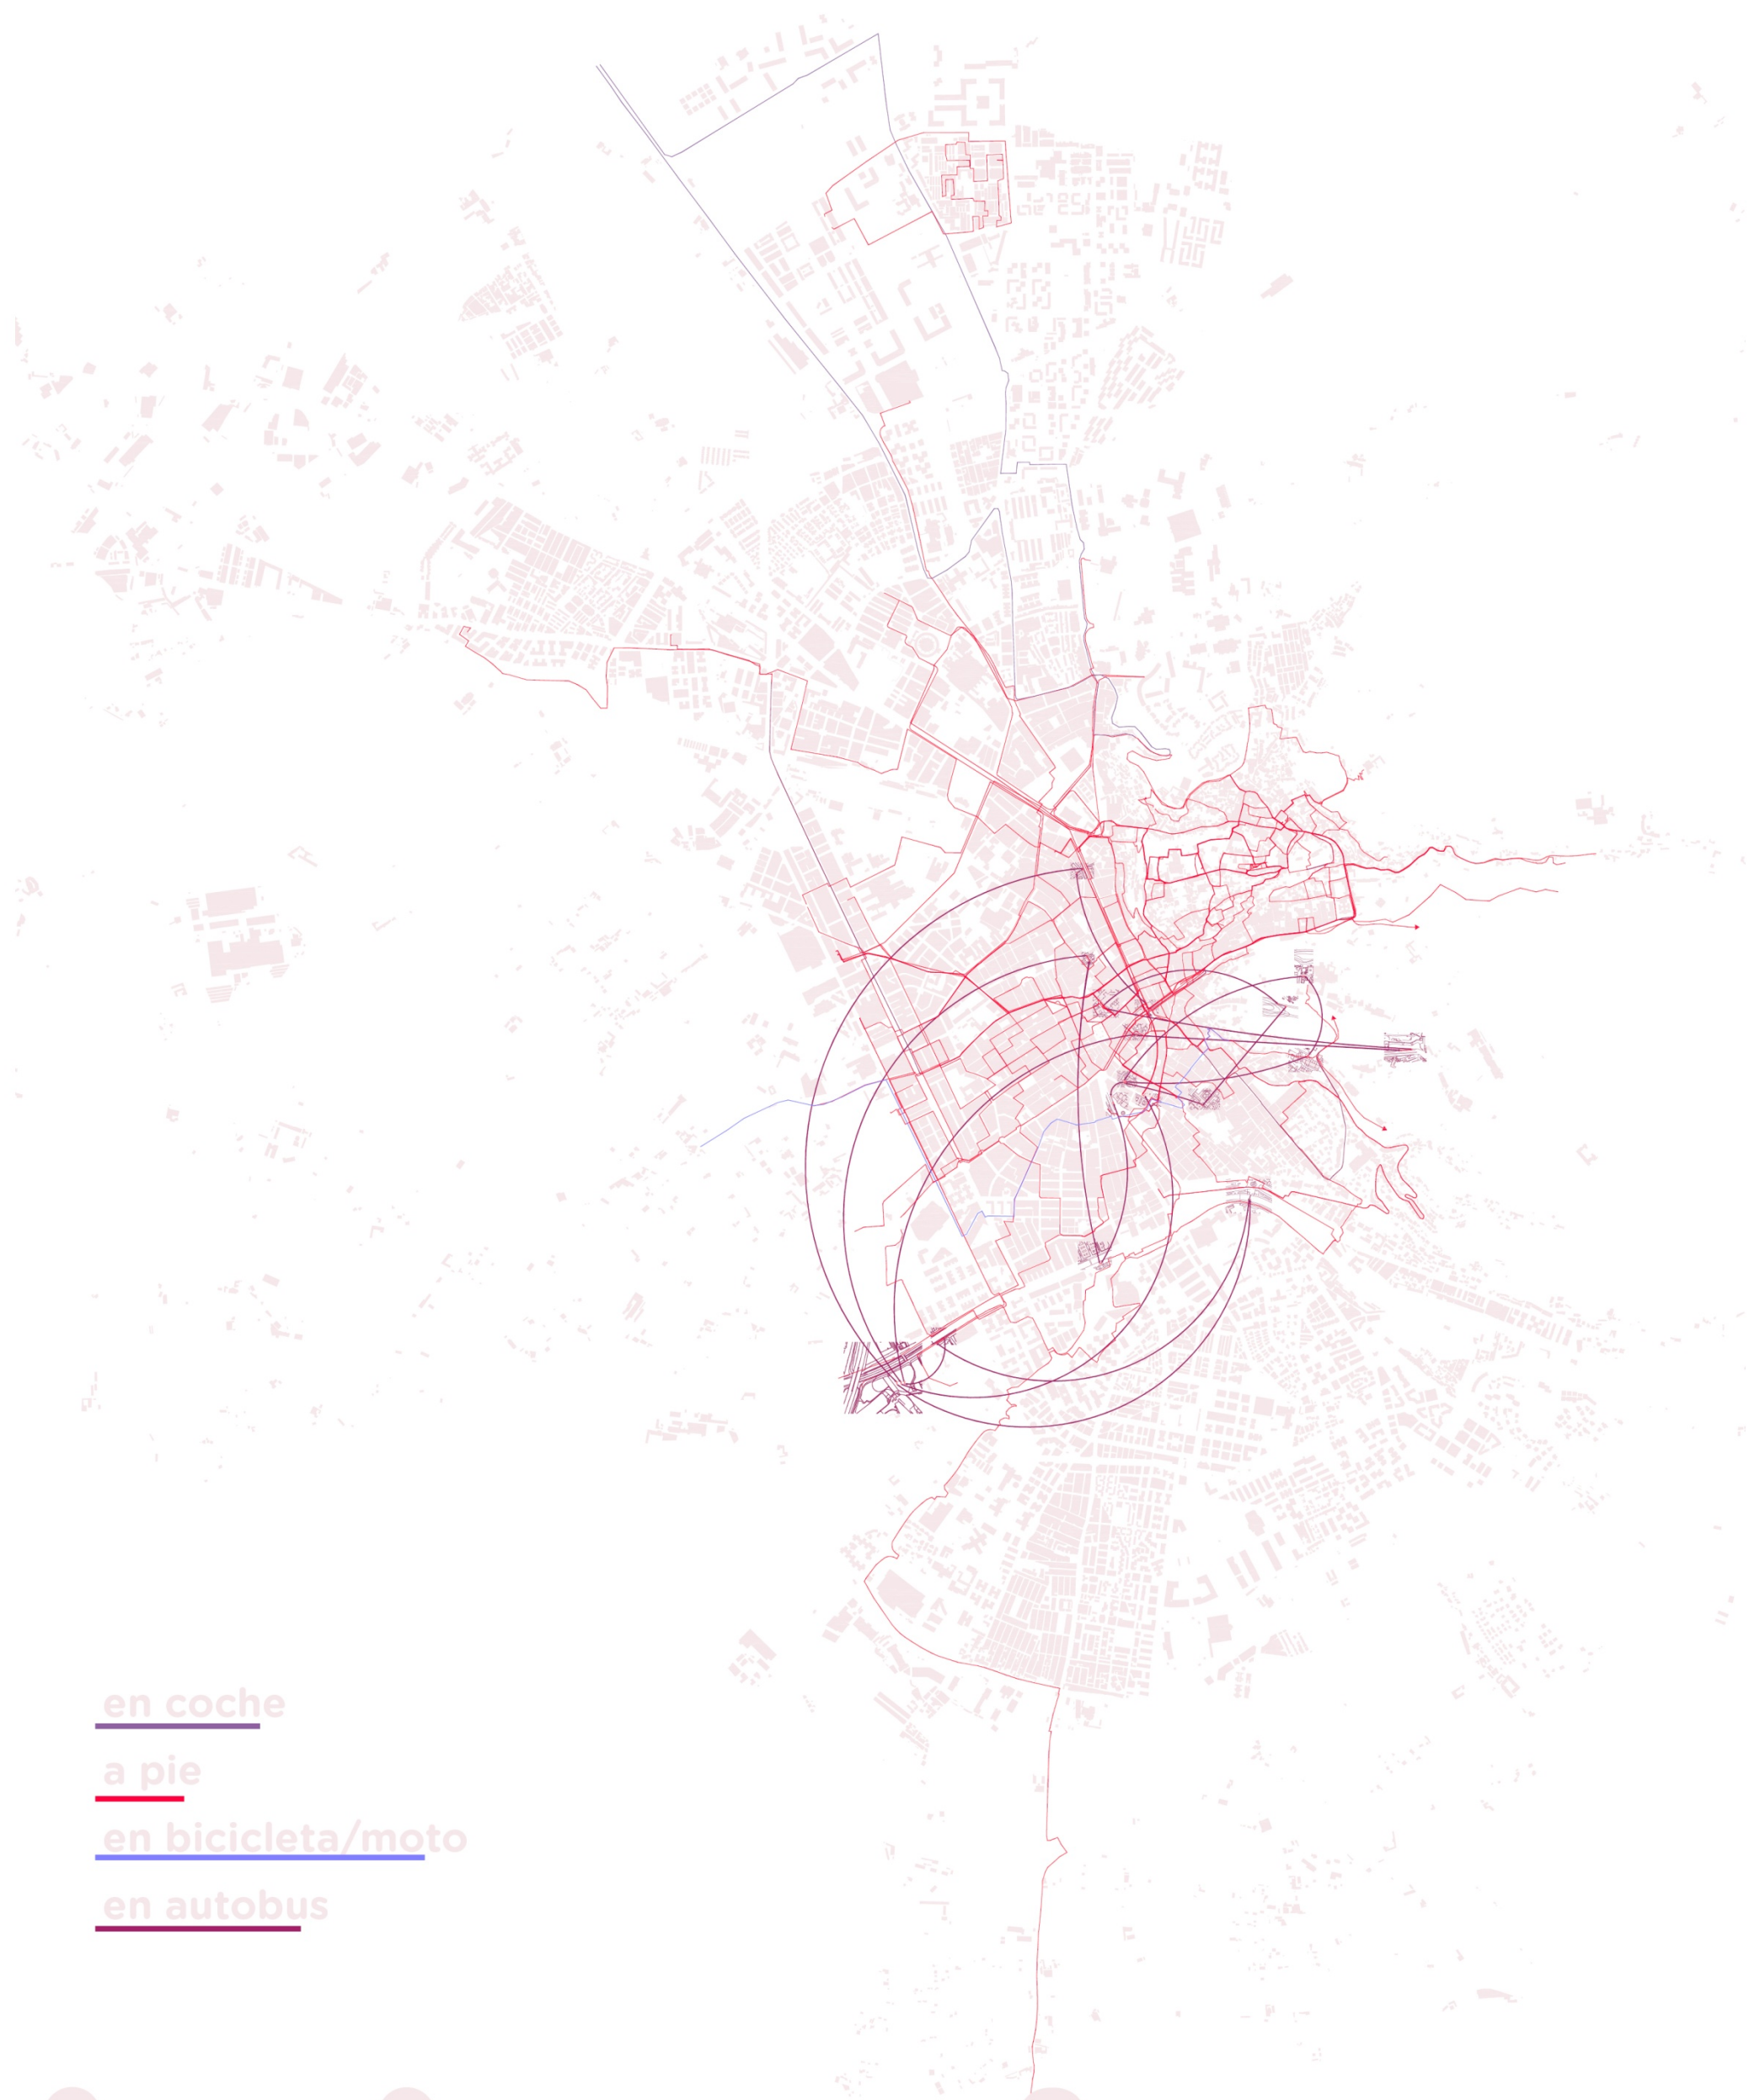 en coche
a pie
en bicicleta/moto
en autobus